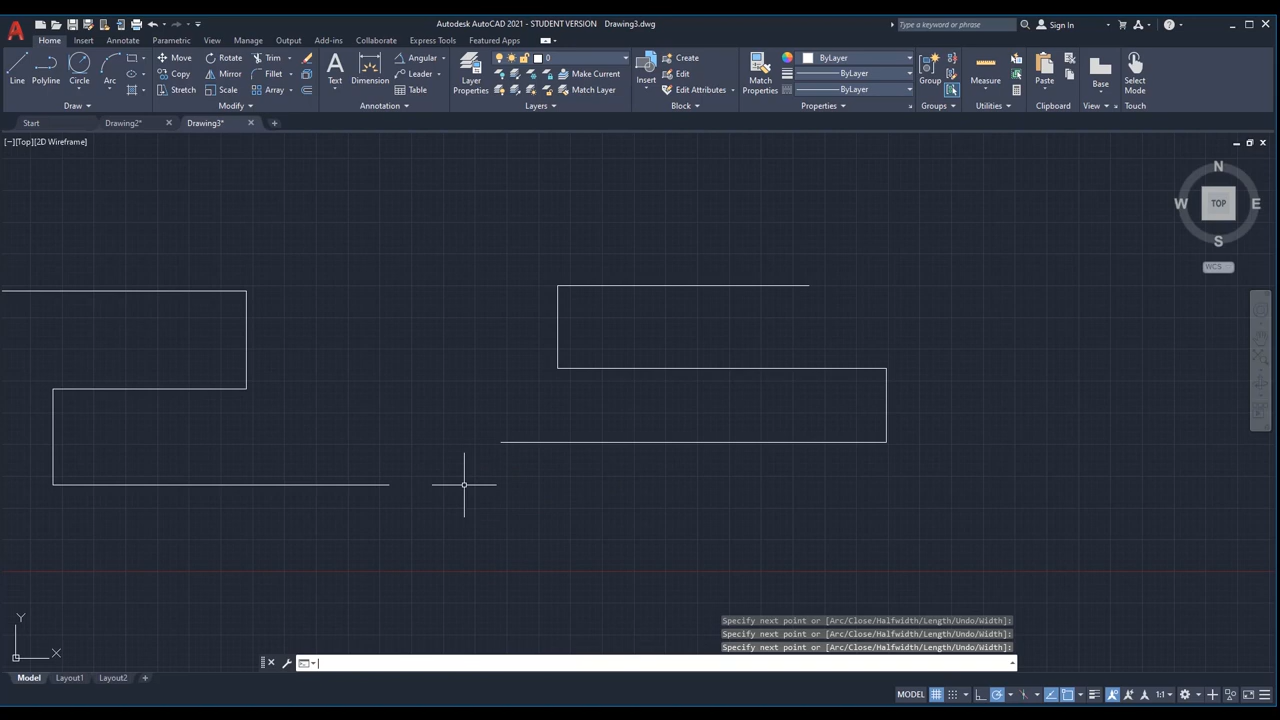 Autodesk AutoCAD 2021 - STUDENT VERSION Drawing3.dwg
Type a keyword or phrase
Sign In
Home Insert Annotate Parametric View Manage Output Add-ins Collaborate Express Tools Featured Apps
Line Polyline Circle Arc
Move Rotate Trim
Copy Mirror Fillet
Stretch Scale Array
Text Dimension
Angular
Leader
Table
Layer Properties
0
Make Current
Match Layer
Insert
Create
Edit
Edit Attributes
Match Properties
ByLayer
ByLayer
ByLayer
Group
Measure
Paste
Base
Select Mode
Draw Modify Annotation Layers Block Properties Groups Utilities Clipboard View Touch
Start Drawing2* Drawing3*
[−][Top][2D Wireframe]
N
W TOP E
S
WCS
Y
X
Specify next point or [Arc/Close/Halfwidth/Length/Undo/Width]:
Specify next point or [Arc/Close/Halfwidth/Length/Undo/Width]:
Specify next point or [Arc/Close/Halfwidth/Length/Undo/Width]:
Model Layout1 Layout2
MODEL
1:1